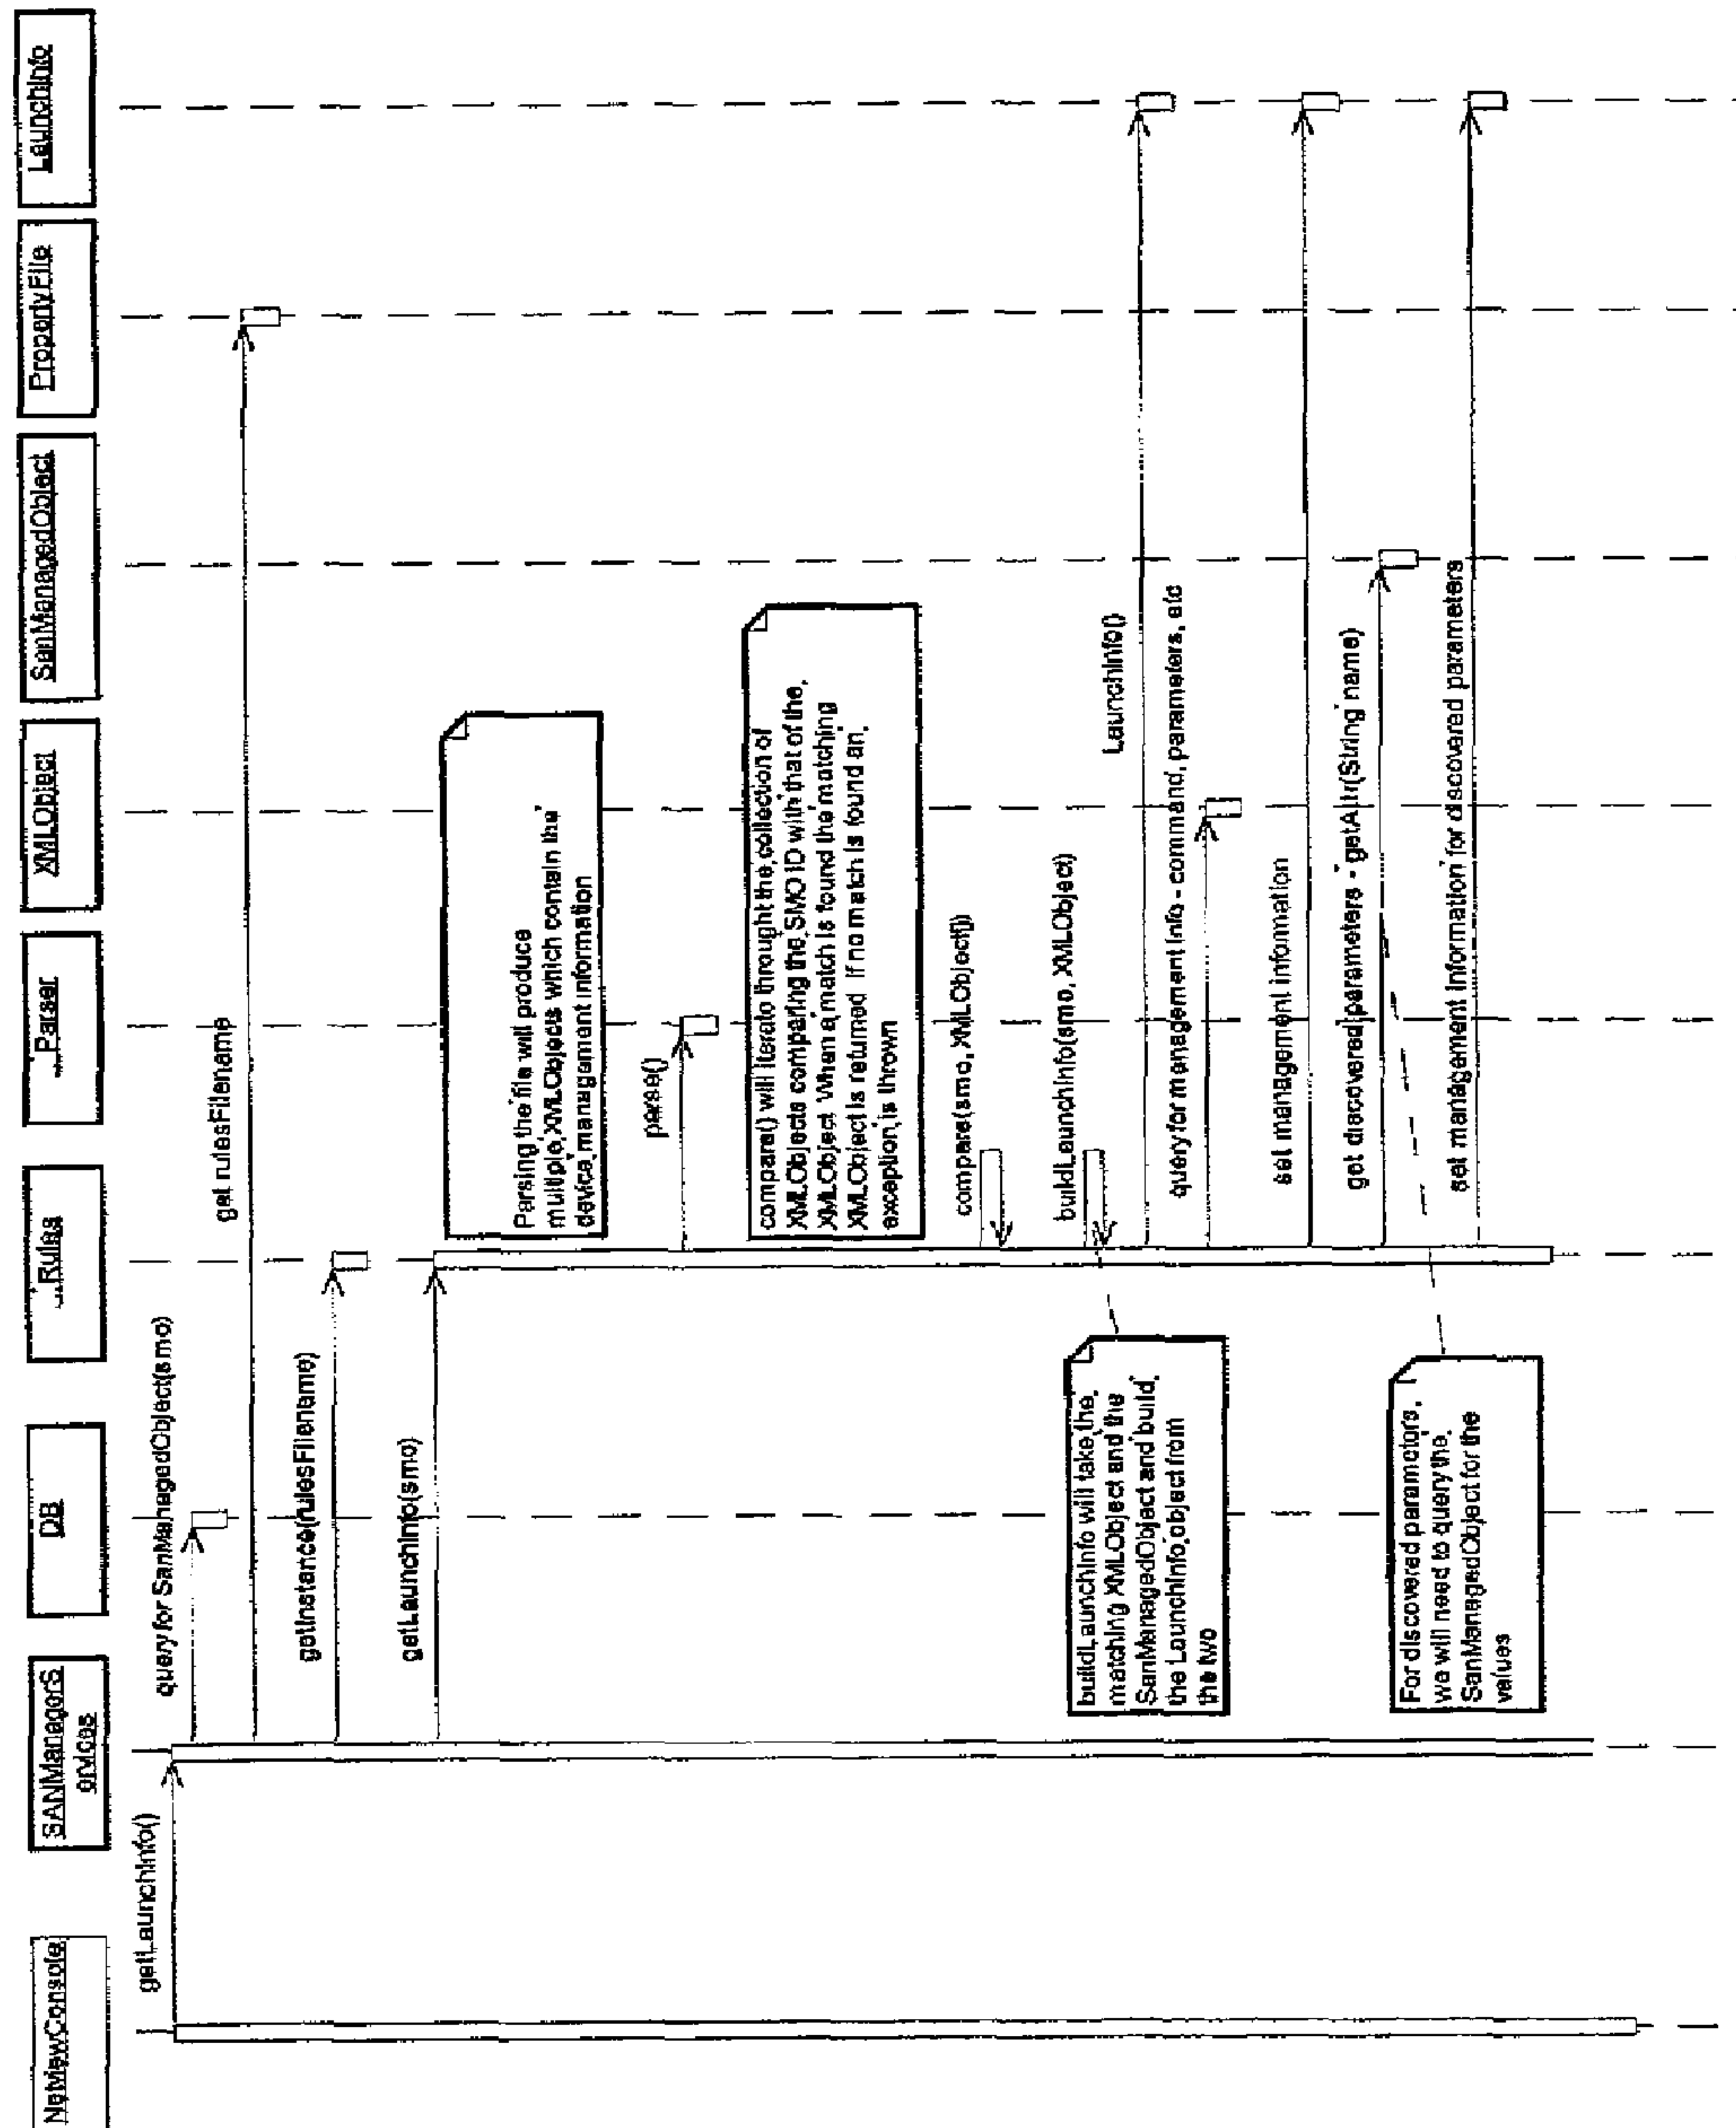 NetviewConsole
SANManagerS
ervices
DB
Rules
Parser
XMLObject
SanManagedObject
PropertyFile
LaunchInfo
getLaunchInfo()
query for SanManagedObject(smo)
get rulesFilename
getInstance(rulesFilename)
getLaunchInfo(smo)
Parsing the file will produce
multiple XMLObjects which contain the
device management information
parse()
compare() will iterate throught the collection of
XMLObjects comparing the SMO ID with that of the
XMLObject. When a match is found the matching
XMLObject is returned. If no match is found an
exception is thrown
compare(smo, XMLObject[])
buildLaunchInfo(smo, XMLObject)
buildLaunchInfo will take the
matching XMLObject and the
SanManagedObject and build
the LaunchInfo object from
the two
LaunchInfo()
query for management info - command, parameters, etc
set management information
get discovered parameters - getAttr(String name)
For discovered parameters,
we will need to query the
SanManagedObject for the
values
set management information for discovered parameters